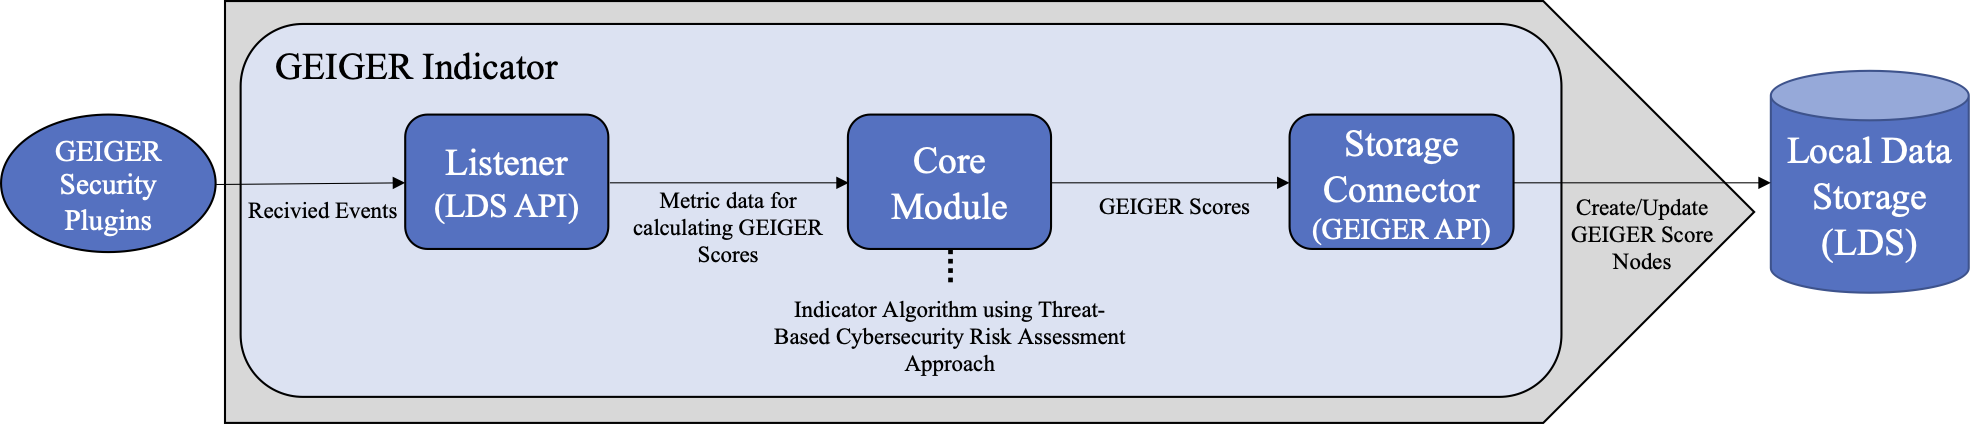 GEIGER Indicator
GEIGER
Security
Plugins
Recivied Events
Listener
(LDS API)
Metric data for
calculating GEIGER
Scores
Core
Module
Indicator Algorithm using Threat-
Based Cybersecurity Risk Assessment
Approach
GEIGER Scores
Storage
Connector
(GEIGER API)
Create/Update
GEIGER Score
Nodes
Local Data
Storage
(LDS)